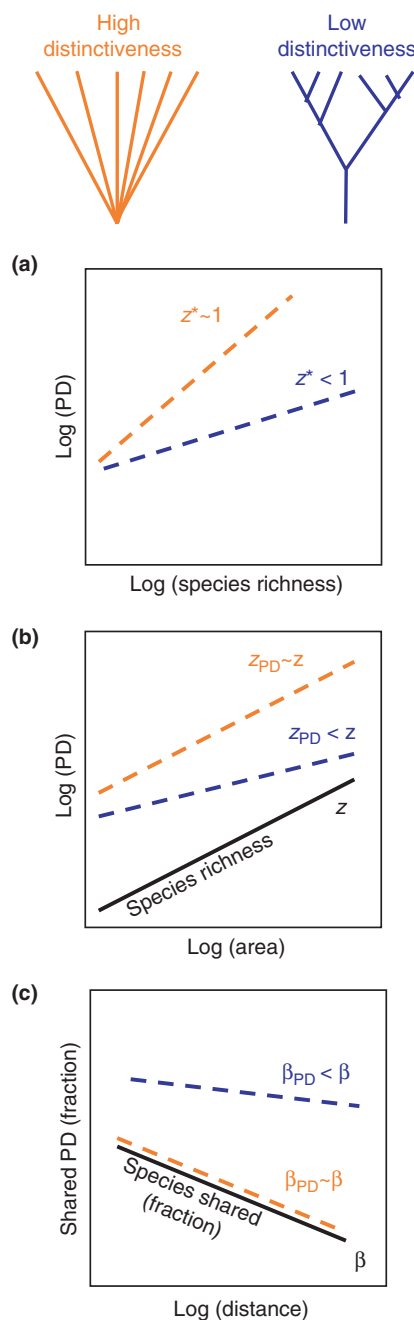 High
distinctiveness
Low
distinctiveness
(a)
z*~1
z* < 1
Log (PD)
Log (species richness)
(b)
zPD~z
zPD < z
z
Species richness
Log (PD)
Log (area)
(c)
βPD < β
βPD~β
Species shared
(fraction)
β
Shared PD (fraction)
Log (distance)